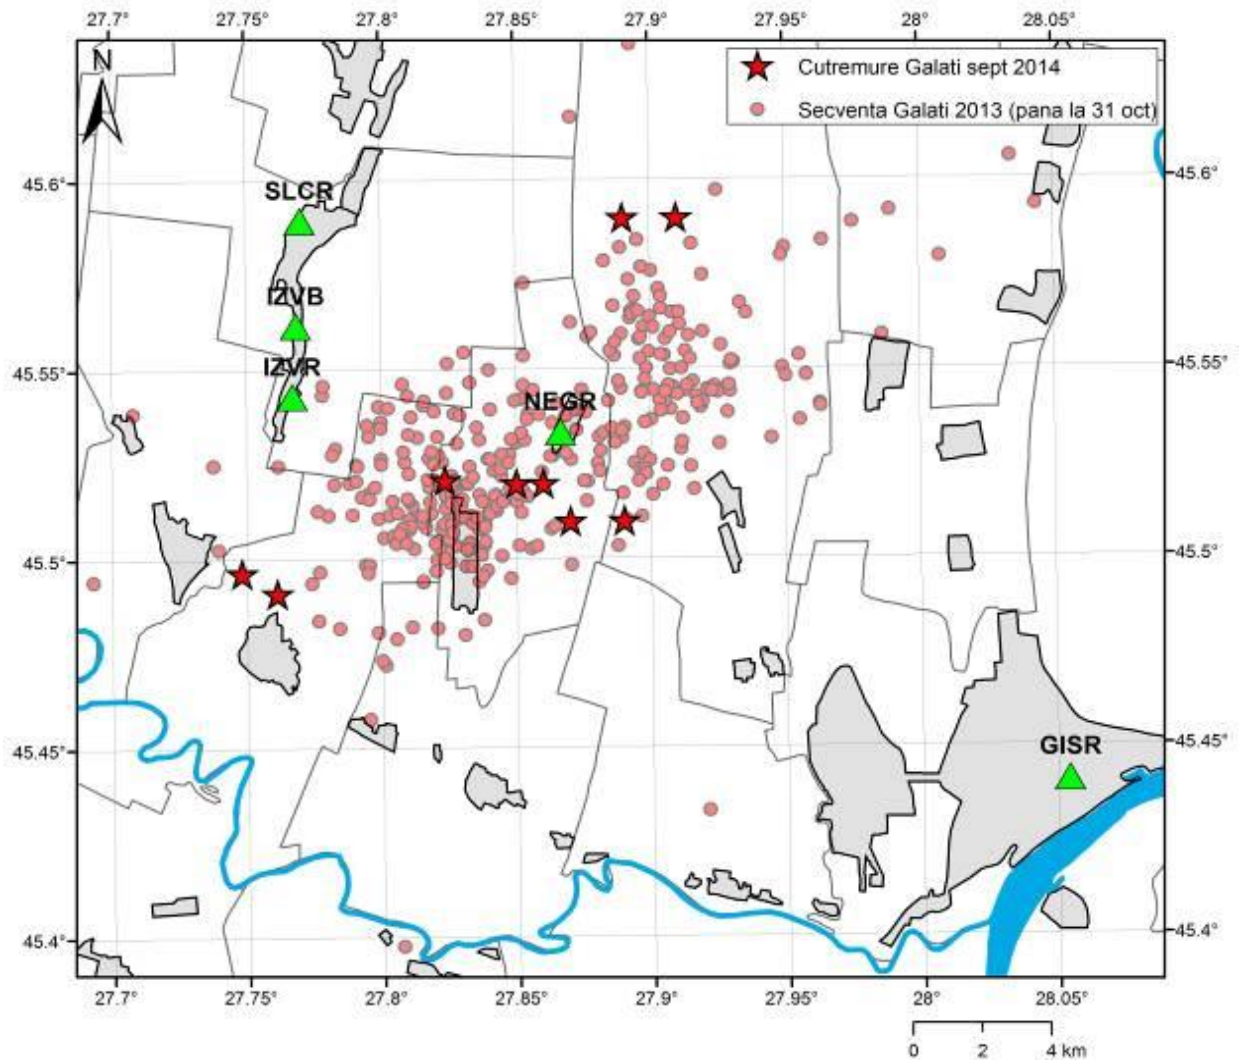 27.7° 27.75° 27.8° 27.85° 27.9° 27.95° 28° 28.05°
N
Cutremure Galati sept 2014
Secventa Galati 2013 (pana la 31 oct)
45.6° 45.6°
SLCR
IZVB
IZVR
45.55° 45.55°
NEGR
45.5° 45.5°
45.45° 45.45°
GISR
45.4° 45.4°
27.7° 27.75° 27.8° 27.85° 27.9° 27.95° 28° 28.05°
0 2 4 km